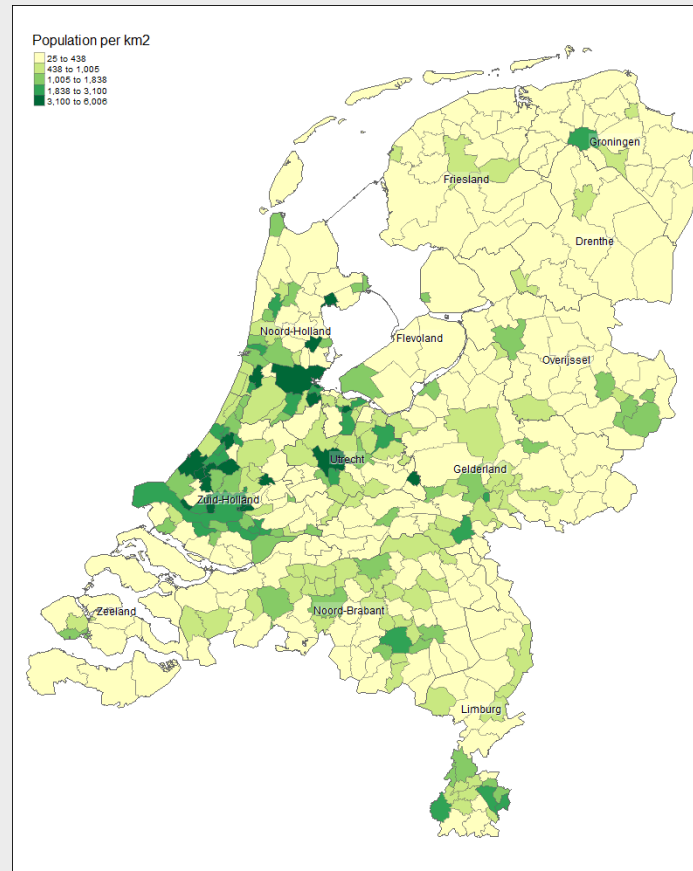 Population per km2
25 to 438
438 to 1,005
1,005 to 1,838
1,838 to 3,100
3,100 to 6,006
Groningen
Friesland
Drenthe
Noord-Holland
Flevoland
Overijssel
Utrecht
Gelderland
Zuid-Holland
Zeeland
Noord-Brabant
Limburg